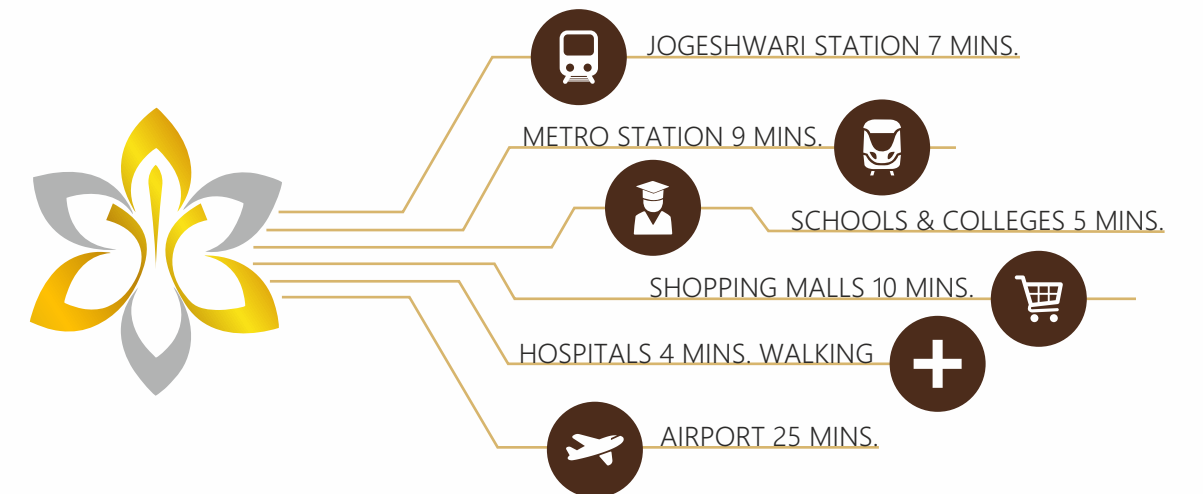 JOGESHWARI STATION 7 MINS.
METRO STATION 9 MINS.
SCHOOLS & COLLEGES 5 MINS.
SHOPPING MALLS 10 MINS.
HOSPITALS 4 MINS. WALKING
AIRPORT 25 MINS.